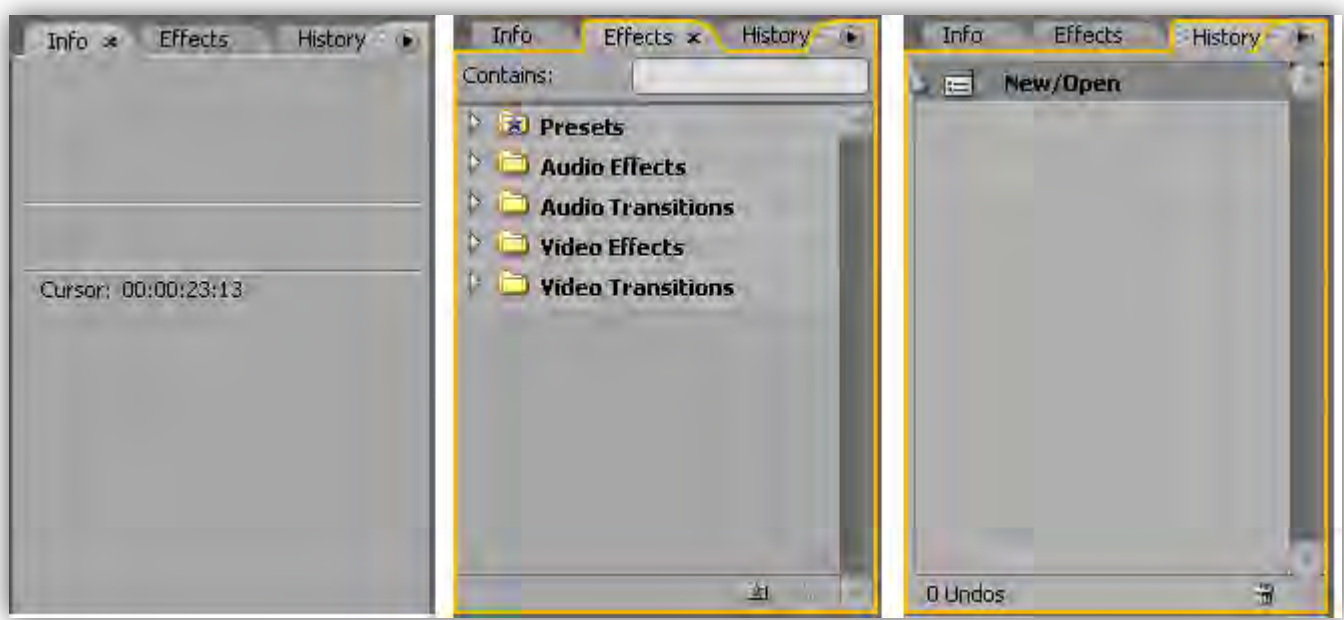 Info Effects History
Cursor: 00:00:23:13
Info Effects History
Contains:
Presets
Audio Effects
Audio Transitions
Video Effects
Video Transitions
Info Effects History
New/Open
0 Undos